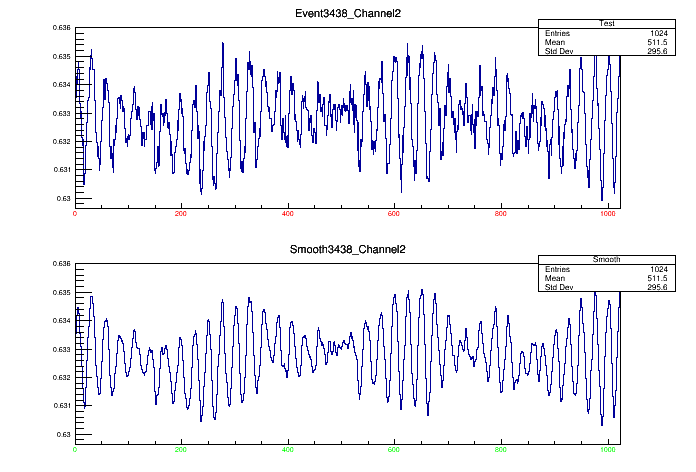 Event3438_Channel2
Test
Entries 1024
Mean 511.5
Std Dev 295.6
0.636
0.635
0.634
0.633
0.632
0.631
0.63
0 200 400 600 800 1000
Smooth3438_Channel2
Smooth
Entries 1024
Mean 511.5
Std Dev 295.6
0.636
0.635
0.634
0.633
0.632
0.631
0.63
0 200 400 600 800 1000